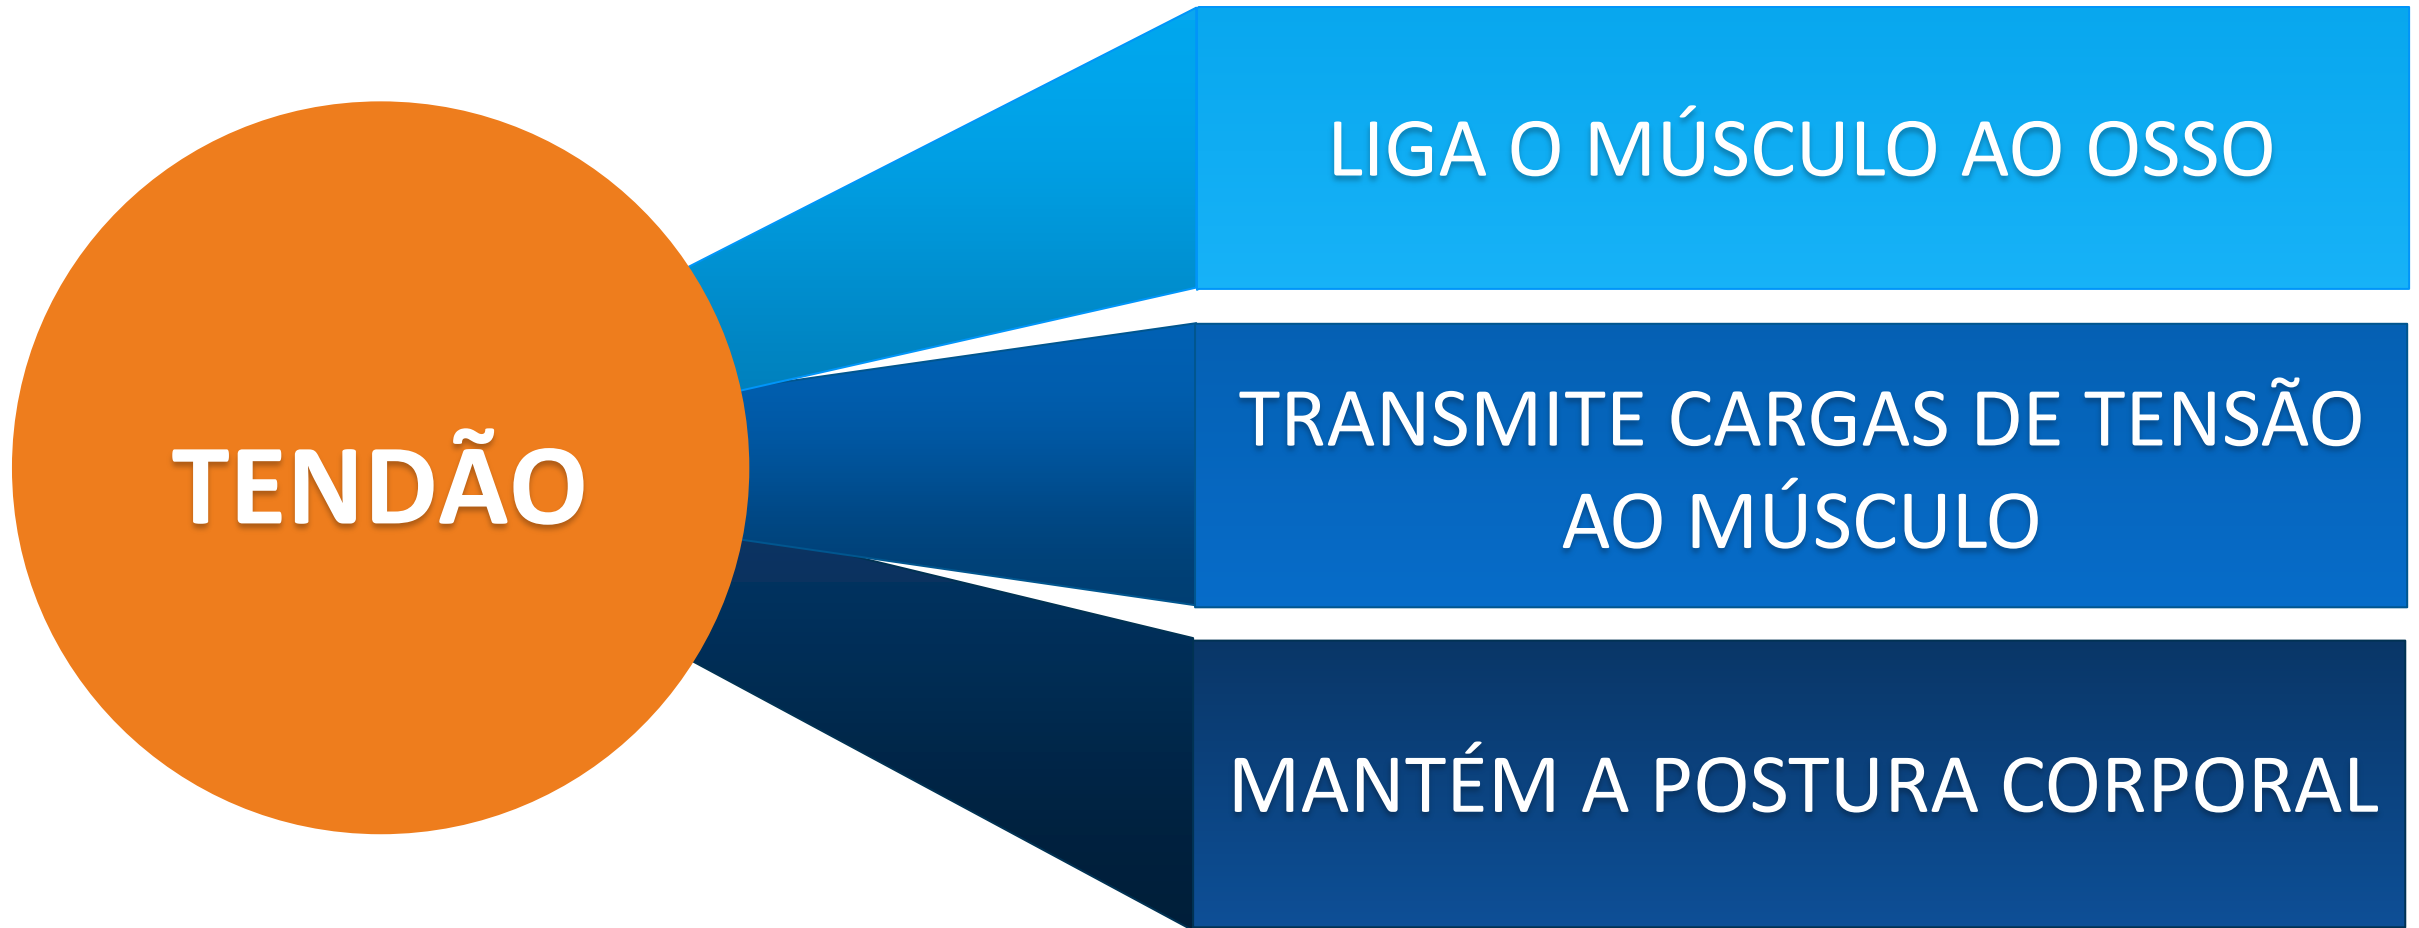 TENDÃO
LIGA O MÚSCULO AO OSSO
TRANSMITE CARGAS DE TENSÃO
AO MÚSCULO
MANTÉM A POSTURA CORPORAL